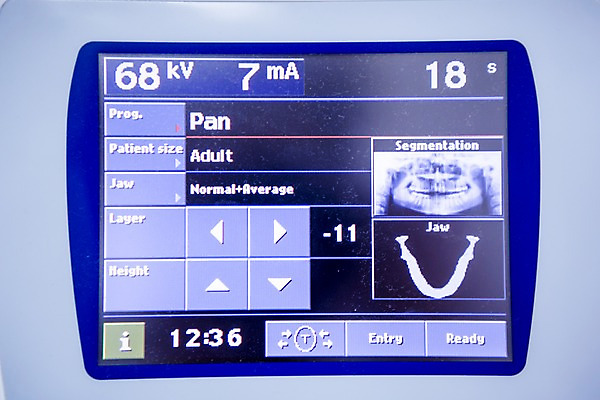 68 kV 7 mA 18 s
Prog. Pan
Patient size Adult
Segmentation
Jaw Normal+Average
Layer -11
Jaw
Height
i 12:36 T Entry Ready